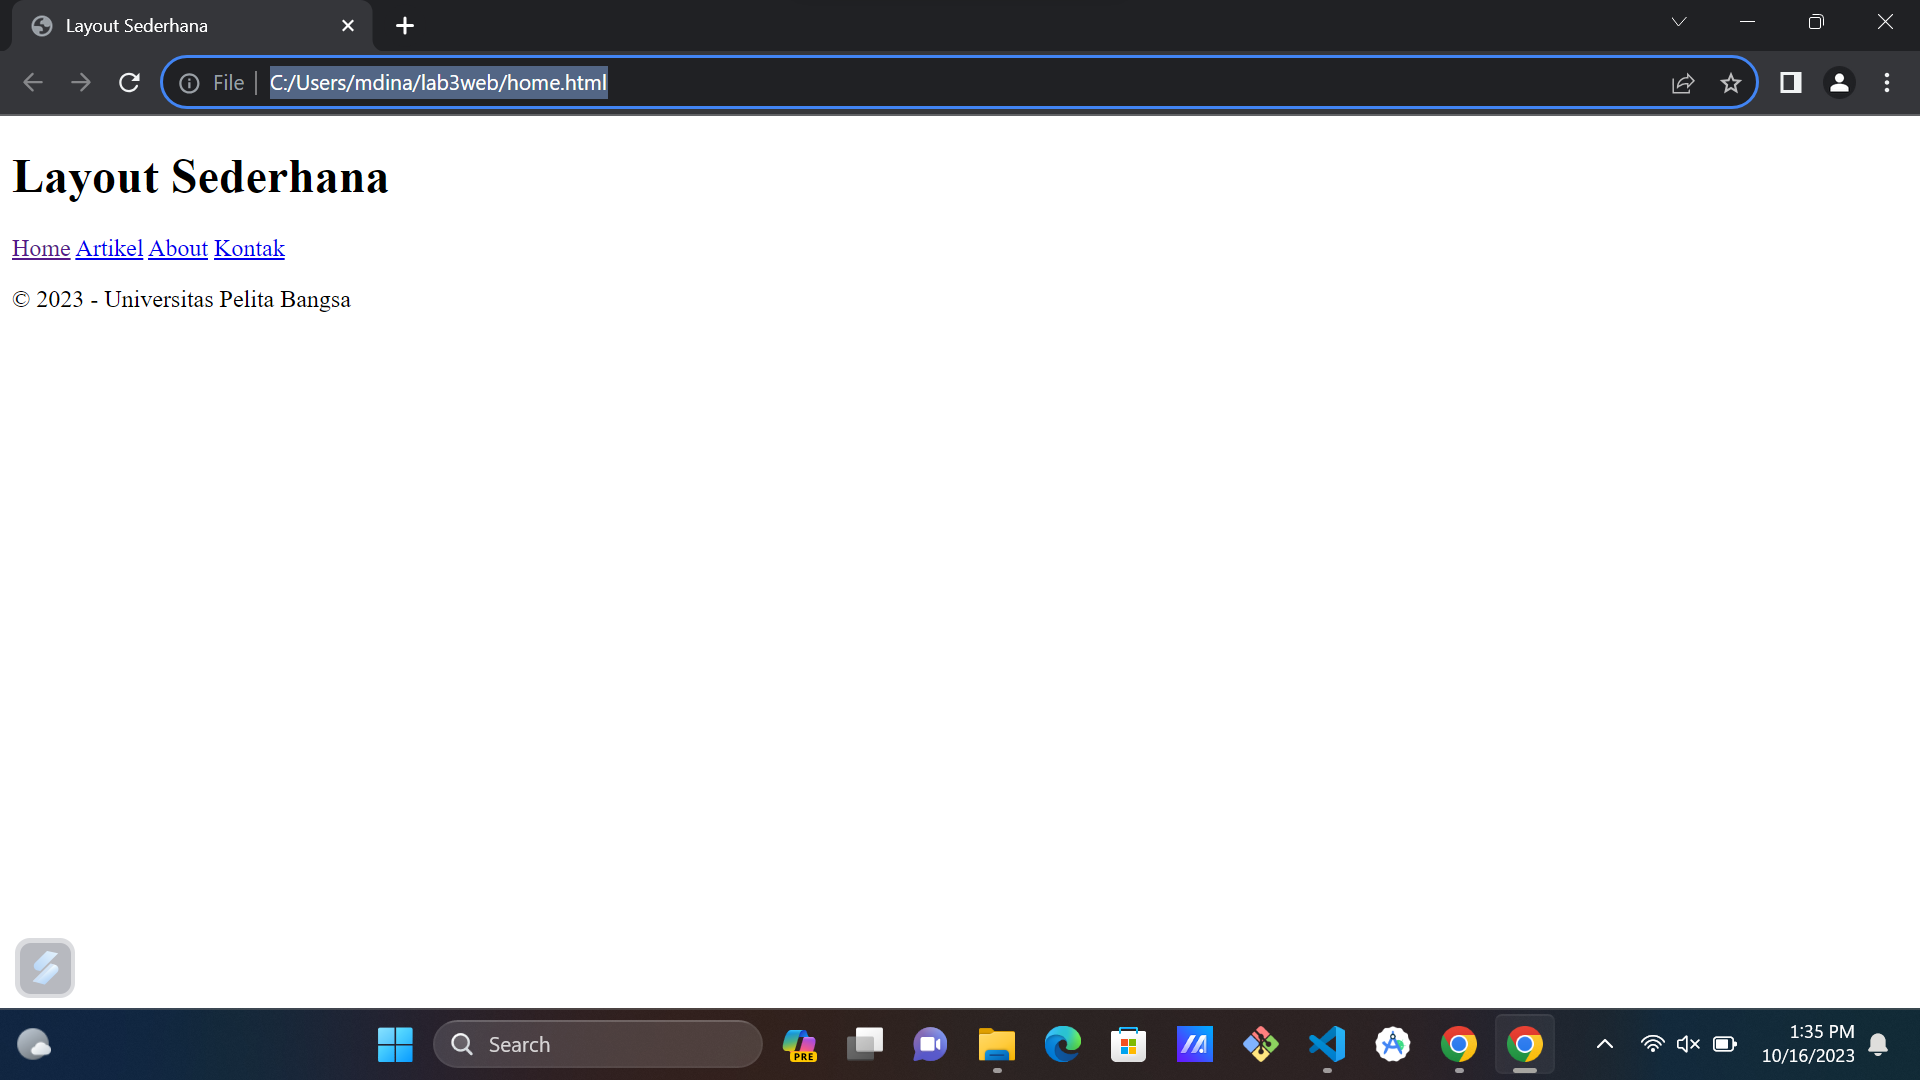 Layout Sederhana
File
C:/Users/mdina/lab3web/home.html
Layout Sederhana
Home Artikel About Kontak
© 2023 - Universitas Pelita Bangsa
Search
PRE
1:35 PM
10/16/2023